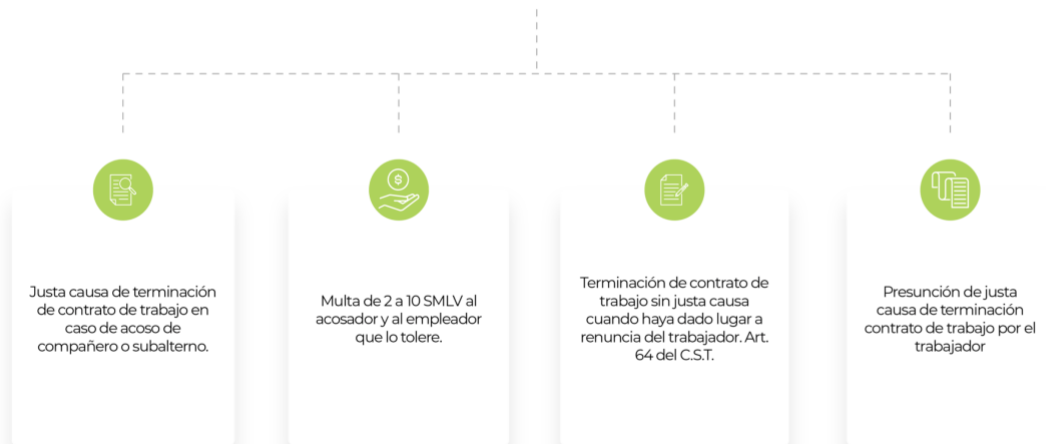 Justa causa de terminación
de contrato de trabajo en
caso de acoso de
compañero o subalterno.
Multa de 2 a 10 SMLV al
acosador y al empleador
que lo tolere.
Terminación de contrato de
trabajo sin justa causa
cuando haya dado lugar a
renuncia del trabajador. Art.
64 del C.S.T.
Presunción de justa
causa de terminación
contrato de trabajo por el
trabajador